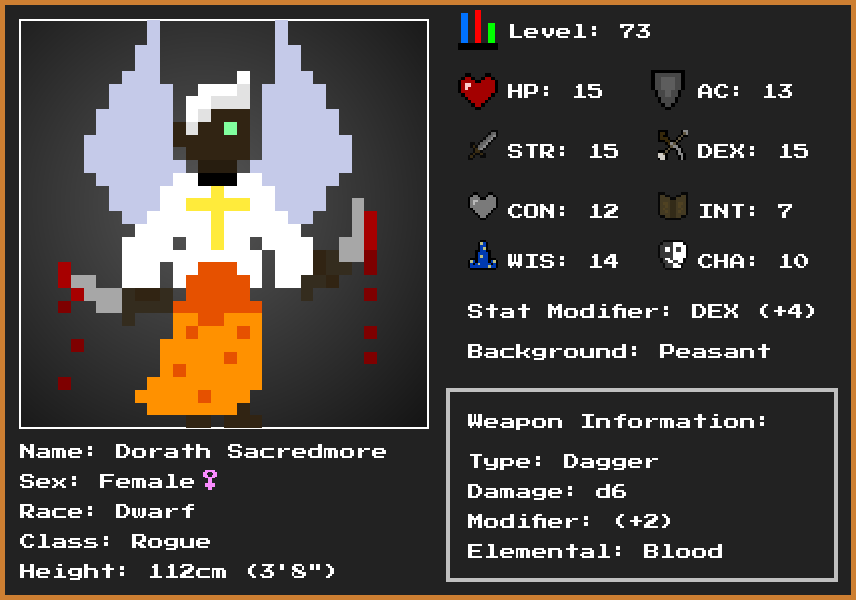 Level: 73
HP: 15 AC: 13
STR: 15 DEX: 15
CON: 12 INT: 7
WIS: 14 CHA: 10
Stat Modifier: DEX (+4)
Background: Peasant
Name: Dorath Sacredmore
Sex: Female♀
Race: Dwarf
Class: Rogue
Height: 112cm (3'8")
Weapon Information:
Type: Dagger
Damage: d6
Modifier: (+2)
Elemental: Blood